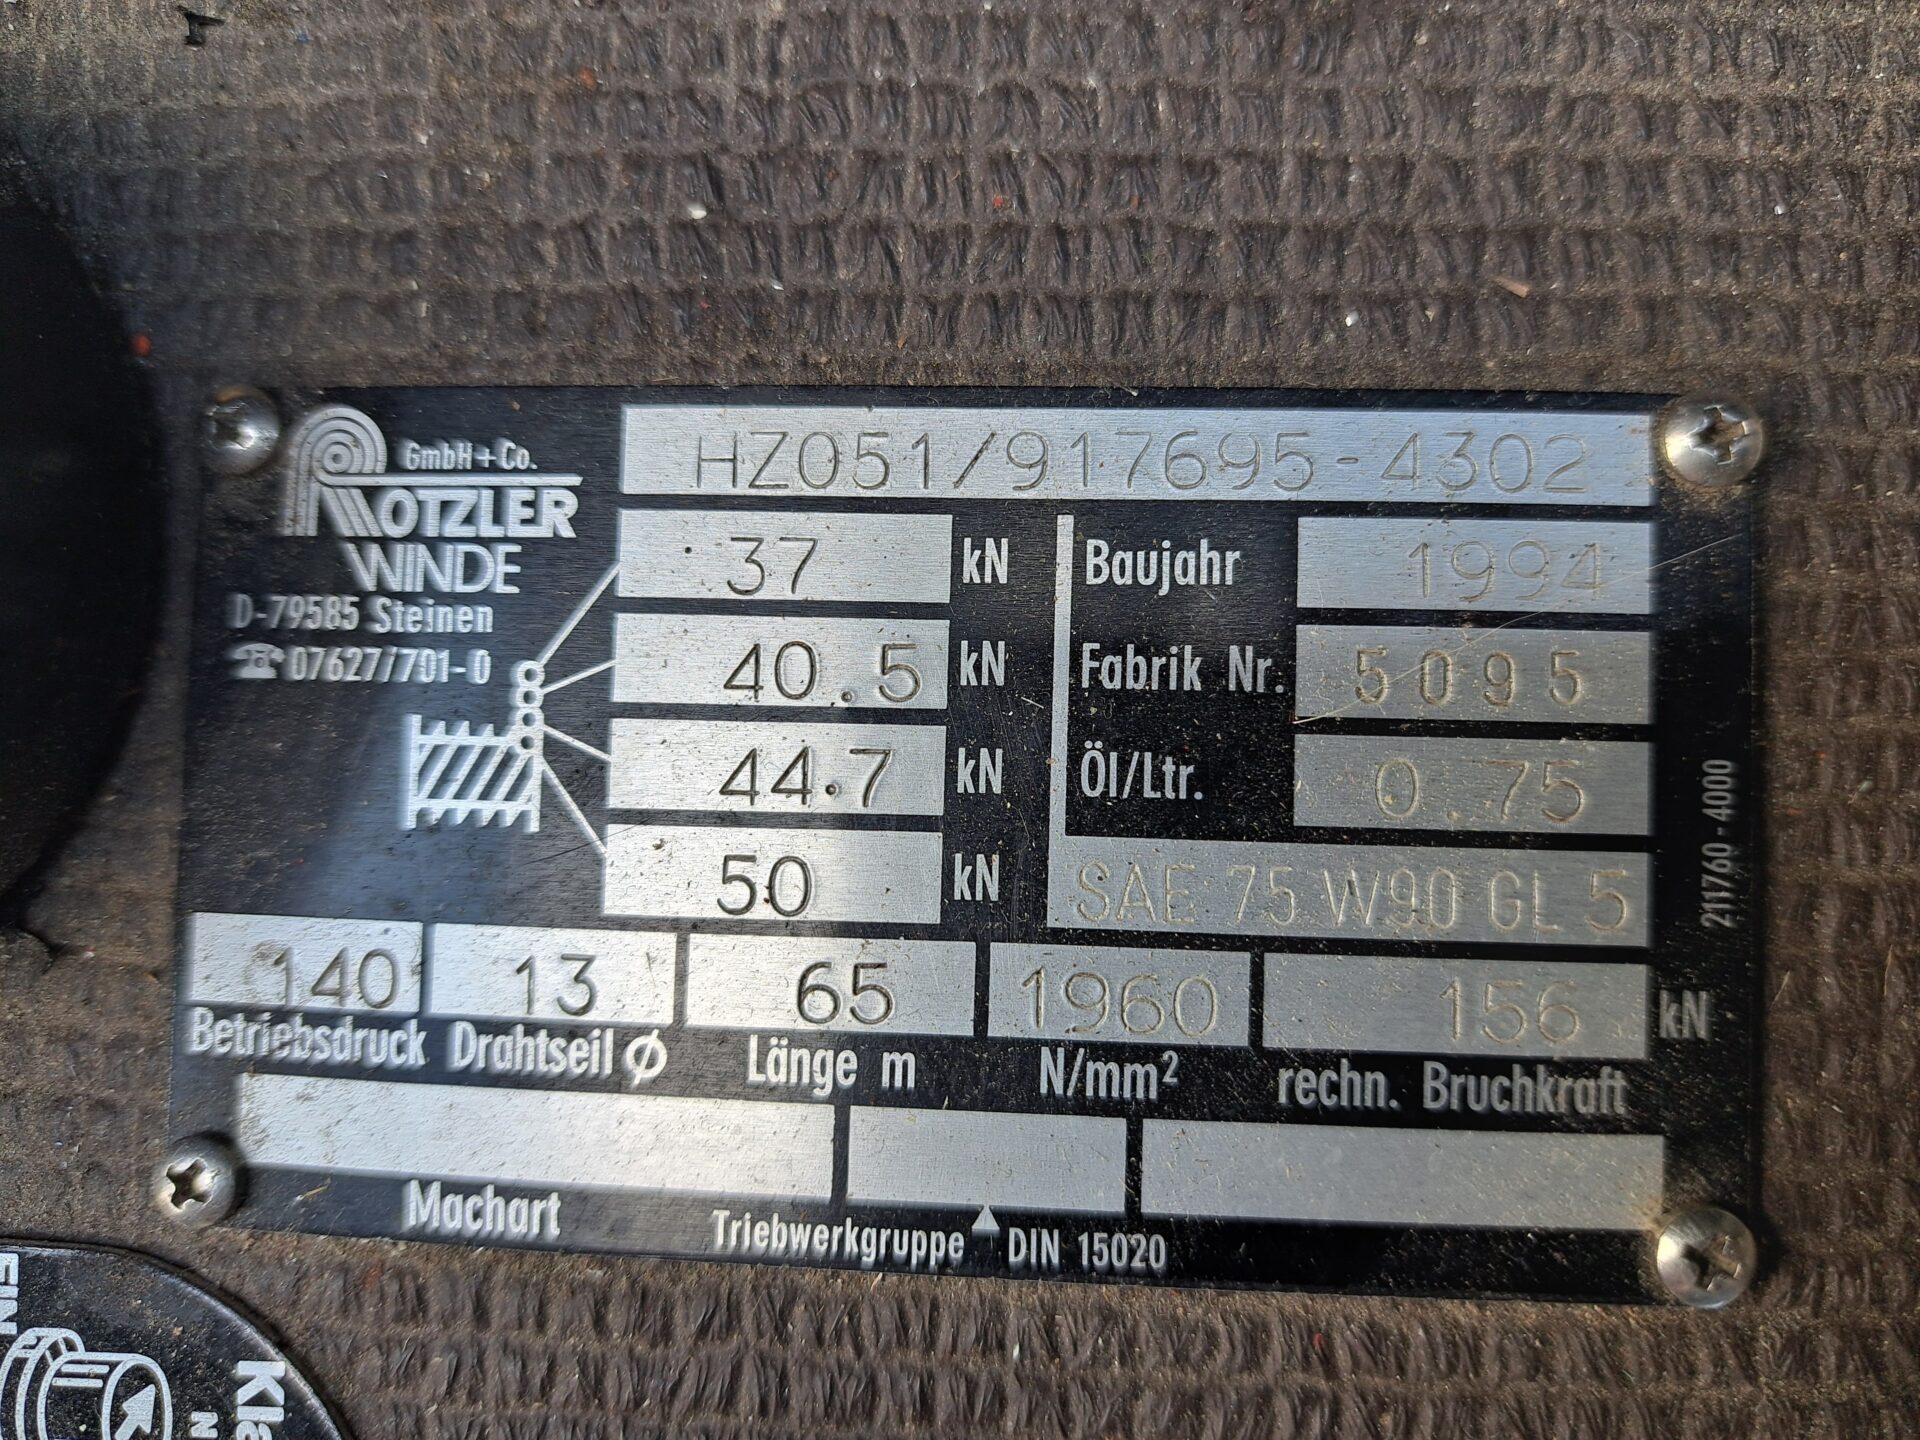 GmbH+Co.
ROTZLER
WINDE
D-79585 Steinen
☎ 07627/701-0
HZ051/917695-4302
37 kN
40.5 kN
44.7 kN
50 kN
Baujahr 1994
Fabrik Nr. 5095
Öl/Ltr. 0.75
SAE 75 W90 GL 5
211760-4000
140 13 65 1960 156 kN
Betriebsdruck Drahtseil ∅ Länge m N/mm² rechn. Bruchkraft
Machart Triebwerkgruppe DIN 15020
EIN
N